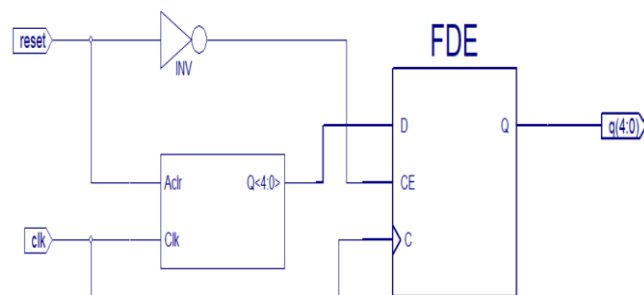 FDE
reset
INV
D
Q
q(4:0)
Aclr
Q<4:0>
CE
clk
Clk
C